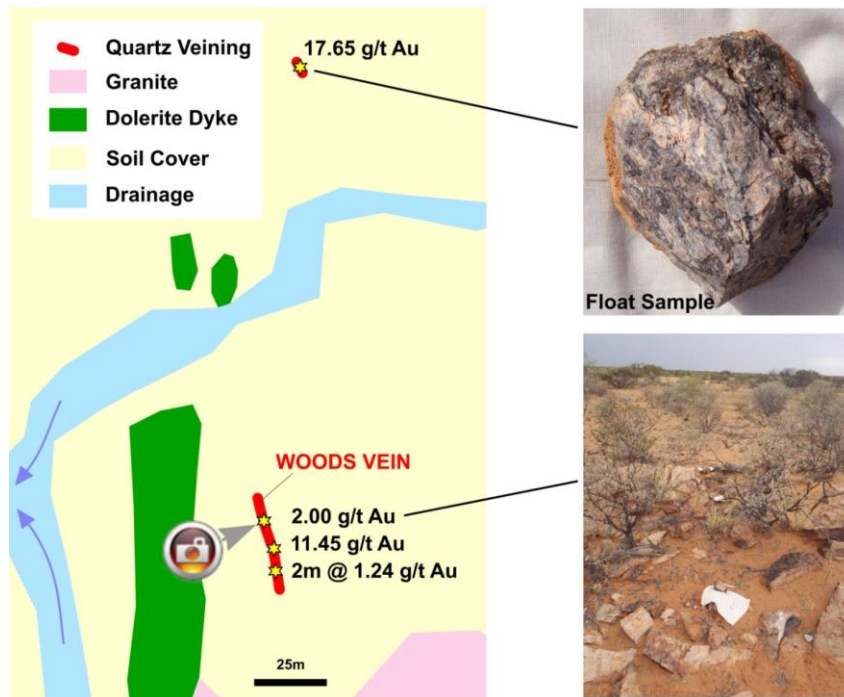 Quartz Veining
Granite
Dolerite Dyke
Soil Cover
Drainage
17.65 g/t Au
Float Sample
WOODS VEIN
2.00 g/t Au
11.45 g/t Au
2m @ 1.24 g/t Au
25m